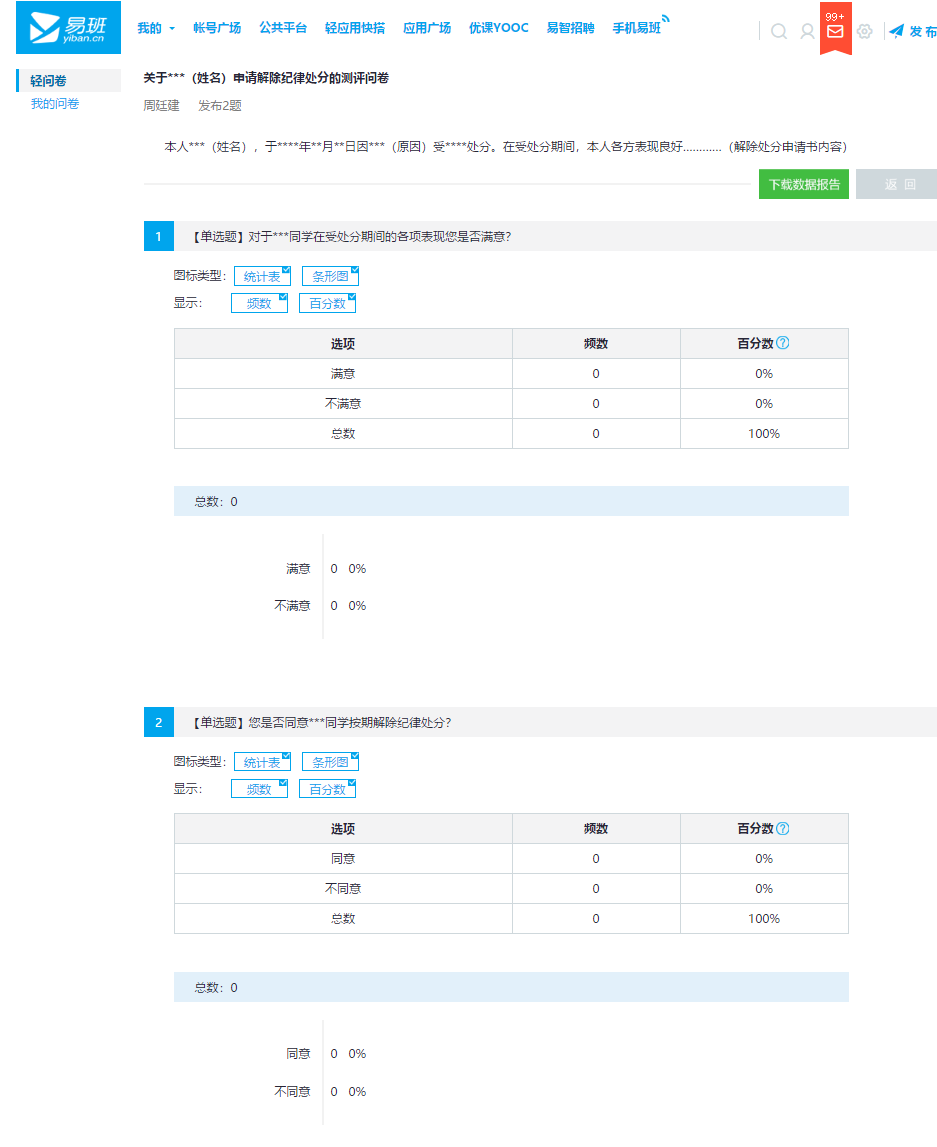 易班
yiban.cn
我的 帐号广场 公共平台 轻应用快搭 应用广场 优课YOOC 易智招聘 手机易班 99+ 发布
轻问卷
我的问卷
关于***（姓名）申请解除纪律处分的测评问卷
周廷建 发布2题
本人***（姓名），于****年**月**日因***（原因）受****处分。在受处分期间，本人各方表现良好............（解除处分申请书内容）
下载数据报告 返 回
1 【单选题】对于***同学在受处分期间的各项表现您是否满意？
图标类型： 统计表 条形图
显示： 频数 百分数
选项 频数 百分数?
满意 0 0%
不满意 0 0%
总数 0 100%
总数：0
满意 0 0%
不满意 0 0%
2 【单选题】您是否同意***同学按期解除纪律处分？
图标类型： 统计表 条形图
显示： 频数 百分数
选项 频数 百分数?
同意 0 0%
不同意 0 0%
总数 0 100%
总数：0
同意 0 0%
不同意 0 0%